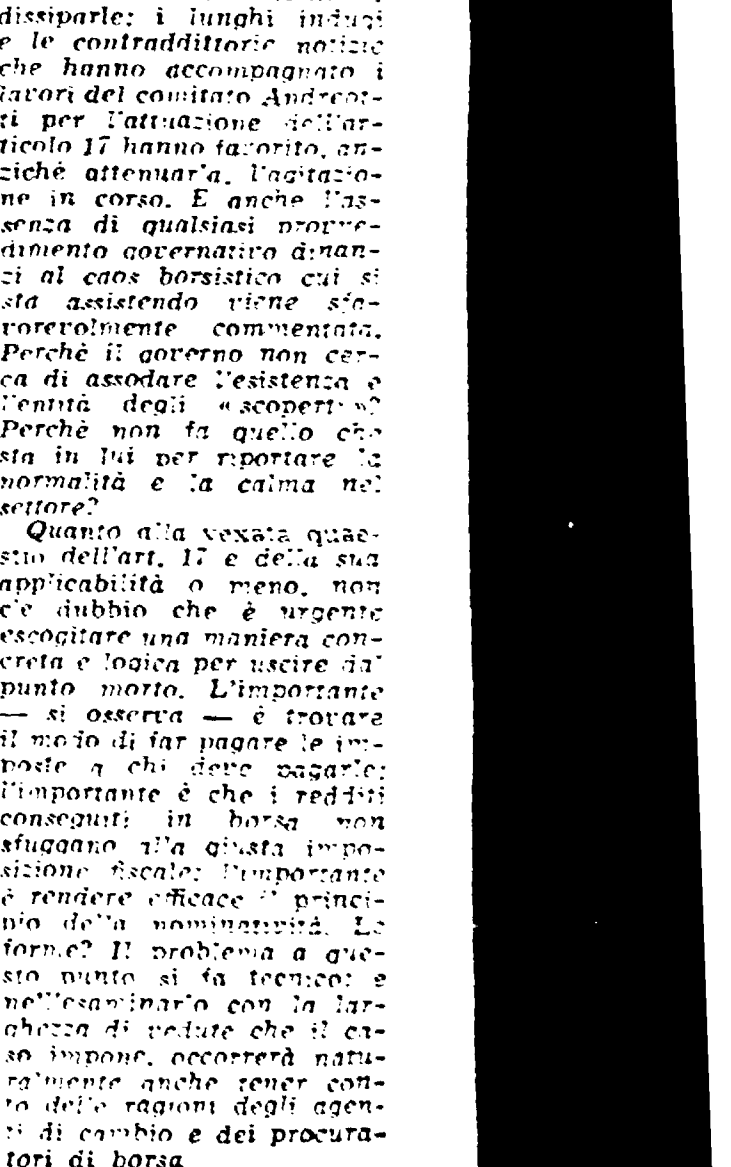 dissiparle; i lunghi indugi
e le contraddittorie notizie
che hanno accompagnato i
lavori del comitato Andreot-
ti per l'attuazione dell'ar-
ticolo 17 hanno favorito, an-
zichè attenuar'a, l'agitazio-
ne in corso. E anche l'as-
senza di qualsiasi provve-
dimento governativo dinan-
zi al caos borsistico cui si
sta assistendo viene sfa-
vorevolmente commentata.
Perchè il governo non cer-
ca di assodare l'esistenza e
l'entità degli « scoperti »?
Perchè non fa quello che
sta in lui per riportare la
normalità e la calma nel
settore?
Quanto alla vexata quae-
stio dell'art. 17 e della sua
applicabilità o meno, non
c'è dubbio che è urgente
escogitare una maniera con-
creta e logica per uscire dal
punto morto. L'importante
— si osserva — è trovare
il modo di far pagare le im-
poste a chi deve pagarle;
l'importante è che i redditi
conseguiti in borsa non
sfuggano alla giusta impo-
sizione fiscale; l'importante
è rendere efficace il princi-
pio della nominatività. Le
forme? Il problema a que-
sto punto si fa tecnico; e
nell'esaminarlo con la lar-
ghezza di vedute che il ca-
so impone, occorrerà natu-
ralmente anche tener con-
to delle ragioni degli agen-
ti di cambio e dei procura-
tori di borsa